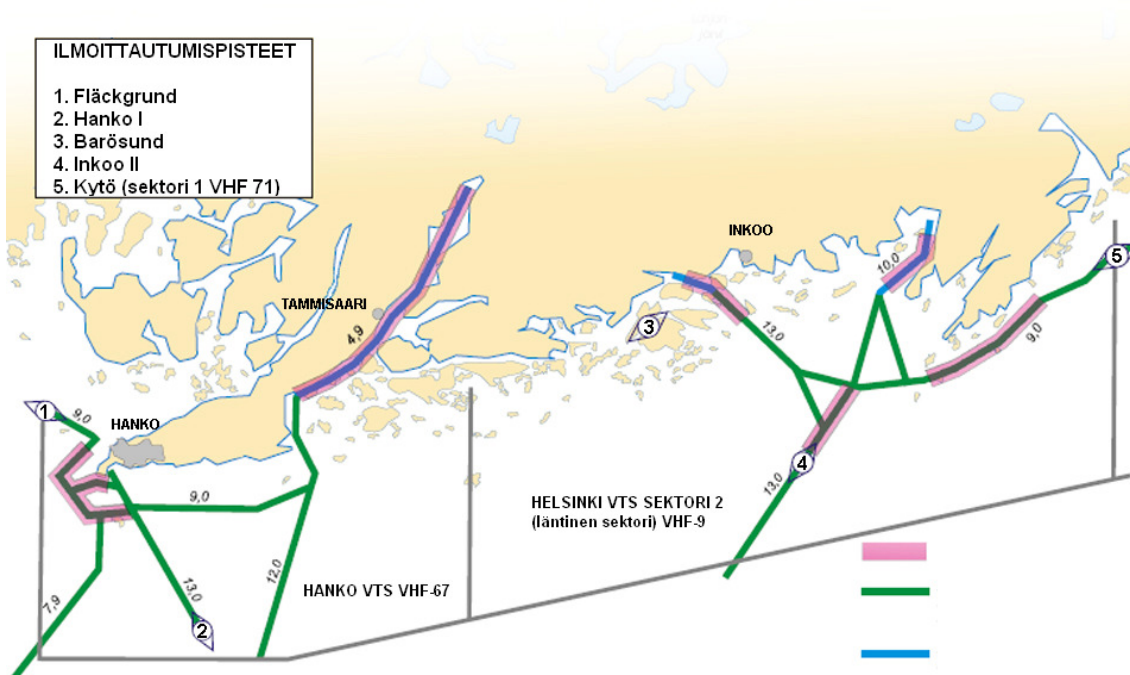 ILMOITTAUTUMISPISTEET
1. Fläckgrund
2. Hanko I
3. Barösund
4. Inkoo II
5. Kytö (sektori 1 VHF 71)
INKOO
5
10,0
TAMMISAARI
3
4,9
13,0
9,0
1
9,0
HANKO
4
13,0
9,0
HELSINKI VTS SEKTORI 2
(läntinen sektori) VHF-9
12,0
HANKO VTS VHF-67
13,0
7,9
2